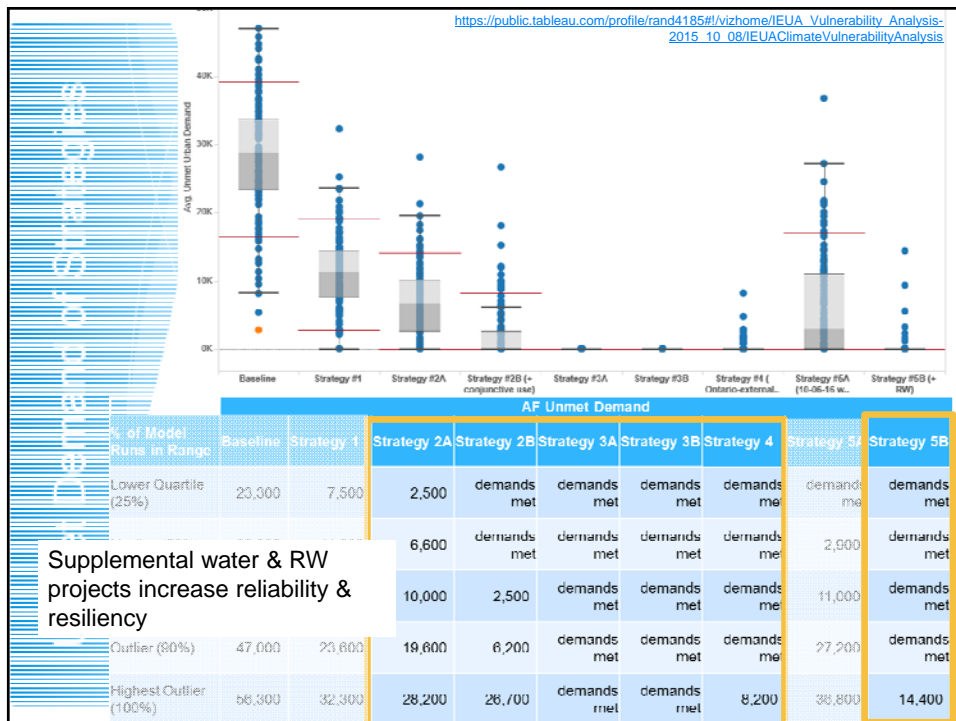 https://public.tableau.com/profile/rand4185#!/vizhome/IEUA_Vulnerability_Analysis-
2015_10_08/IEUAClimateVulnerabilityAnalysis
Avg. Unmet Urban Demand
40K
30K
20K
10K
0K
Baseline Strategy #1 Strategy #2A Strategy #2B (+ conjunctive use) Strategy #3A Strategy #3B Strategy #4 ( Ontario-external... Strategy #5A (10-06-15 w... Strategy #5B (+ RW)
AF Unmet Demand
% of Model Runs in Range Baseline Strategy 1 Strategy 2A Strategy 2B Strategy 3A Strategy 3B Strategy 4 Strategy 5A Strategy 5B
Lower Quartile (25%) 23,300 7,500 2,500 demands met demands met demands met demands met demands me demands met
6,600 demands met demands met demands met demands met 2,900 demands met
10,000 2,500 demands met demands met demands met 11,000 demands met
Outlier (90%) 47,000 23,600 19,600 6,200 demands met demands met demands met 27,200 demands met
Highest Outlier (100%) 32,300 28,200 26,700 demands met demands met 8,200 36,800 14,400
Supplemental water & RW
projects increase reliability &
resiliency